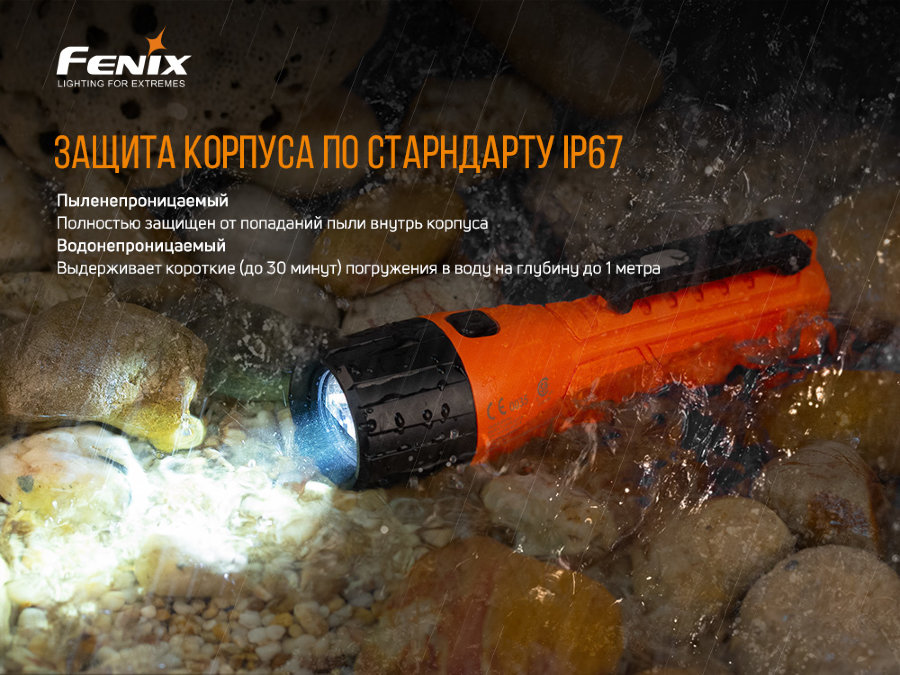 FENIX
LIGHTING FOR EXTREMES
ЗАЩИТА КОРПУСА ПО СТАРНДАРТУ IP67
Пыленепроницаемый
Полностью защищен от попаданий пыли внутрь корпуса
Водонепроницаемый
Выдерживает короткие (до 30 минут) погружения в воду на глубину до 1 метра
CE